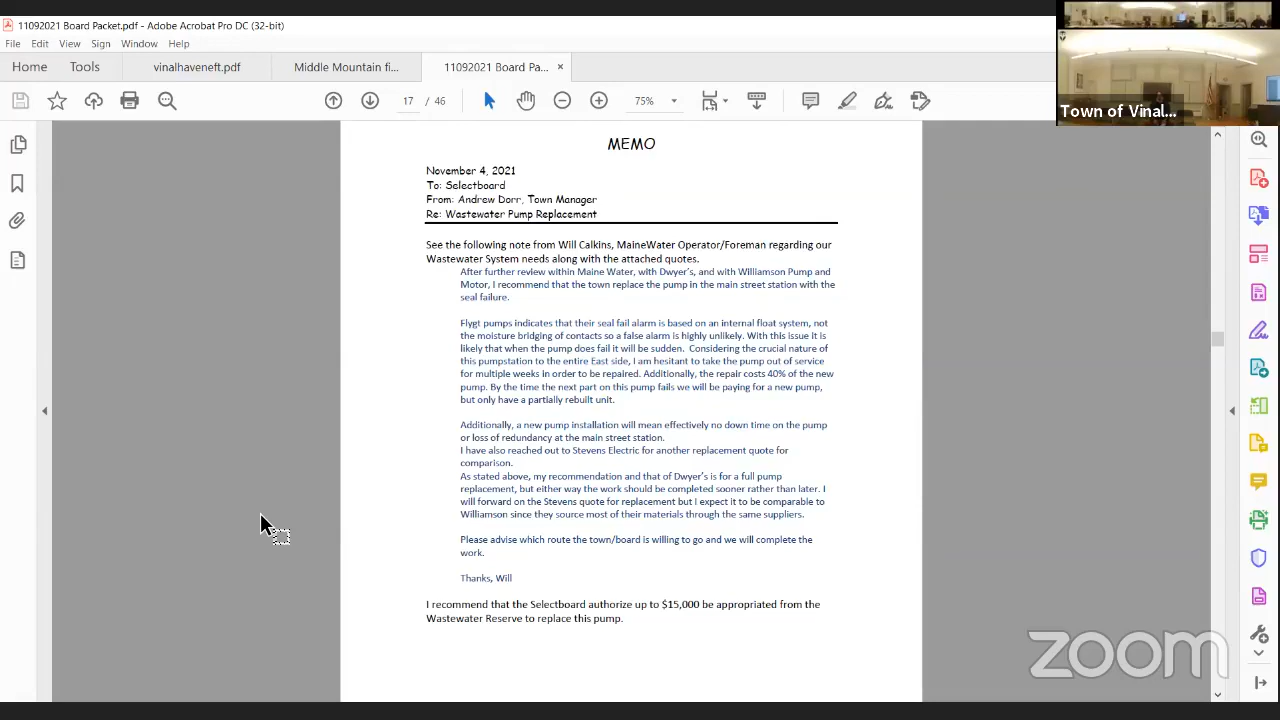 11092021 Board Packet.pdf - Adobe Acrobat Pro DC (32-bit)
File Edit View Sign Window Help
Home Tools vinalhaveneft.pdf Middle Mountain fi... 11092021 Board Pa... ×
17 / 46 75%
Town of Vinal...
MEMO
November 4, 2021
To: Selectboard
From: Andrew Dorr, Town Manager
Re: Wastewater Pump Replacement
See the following note from Will Calkins, MaineWater Operator/Foreman regarding our
Wastewater System needs along with the attached quotes.
After further review within Maine Water, with Dwyer's, and with Williamson Pump and
Motor, I recommend that the town replace the pump in the main street station with the
seal failure.
Flygt pumps indicates that their seal fail alarm is based on an internal float system, not
the moisture bridging of contacts so a false alarm is highly unlikely. With this issue it is
likely that when the pump does fail it will be sudden. Considering the crucial nature of
this pumpstation to the entire East side, I am hesitant to take the pump out of service
for multiple weeks in order to be repaired. Additionally, the repair costs 40% of the new
pump. By the time the next part on this pump fails we will be paying for a new pump,
but only have a partially rebuilt unit.
Additionally, a new pump installation will mean effectively no down time on the pump
or loss of redundancy at the main street station.
I have also reached out to Stevens Electric for another replacement quote for
comparison.
As stated above, my recommendation and that of Dwyer's is for a full pump
replacement, but either way the work should be completed sooner rather than later. I
will forward on the Stevens quote for replacement but I expect it to be comparable to
Williamson since they source most of their materials through the same suppliers.
Please advise which route the town/board is willing to go and we will complete the
work.
Thanks, Will
I recommend that the Selectboard authorize up to $15,000 be appropriated from the
Wastewater Reserve to replace this pump.
zoom